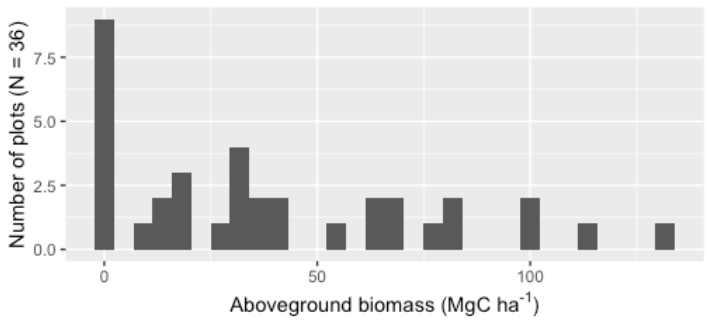 Number of plots (N = 36)
7.5
5.0
2.5
0.0
0 50 100
Aboveground biomass (MgC ha⁻¹)